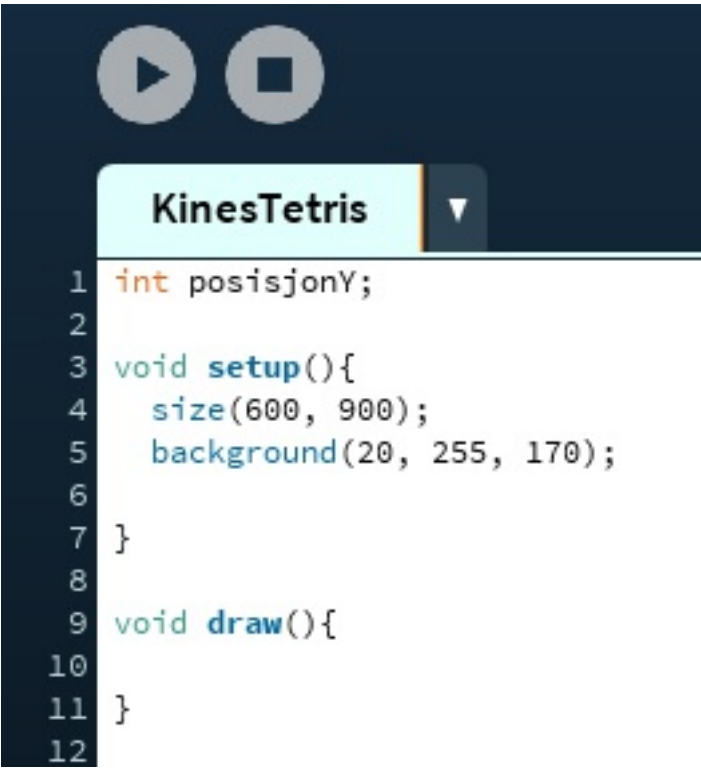 KinesTetris ▼
1 int posisjonY;
2
3 void setup(){
4   size(600, 900);
5   background(20, 255, 170);
6
7 }
8
9 void draw(){
10
11 }
12